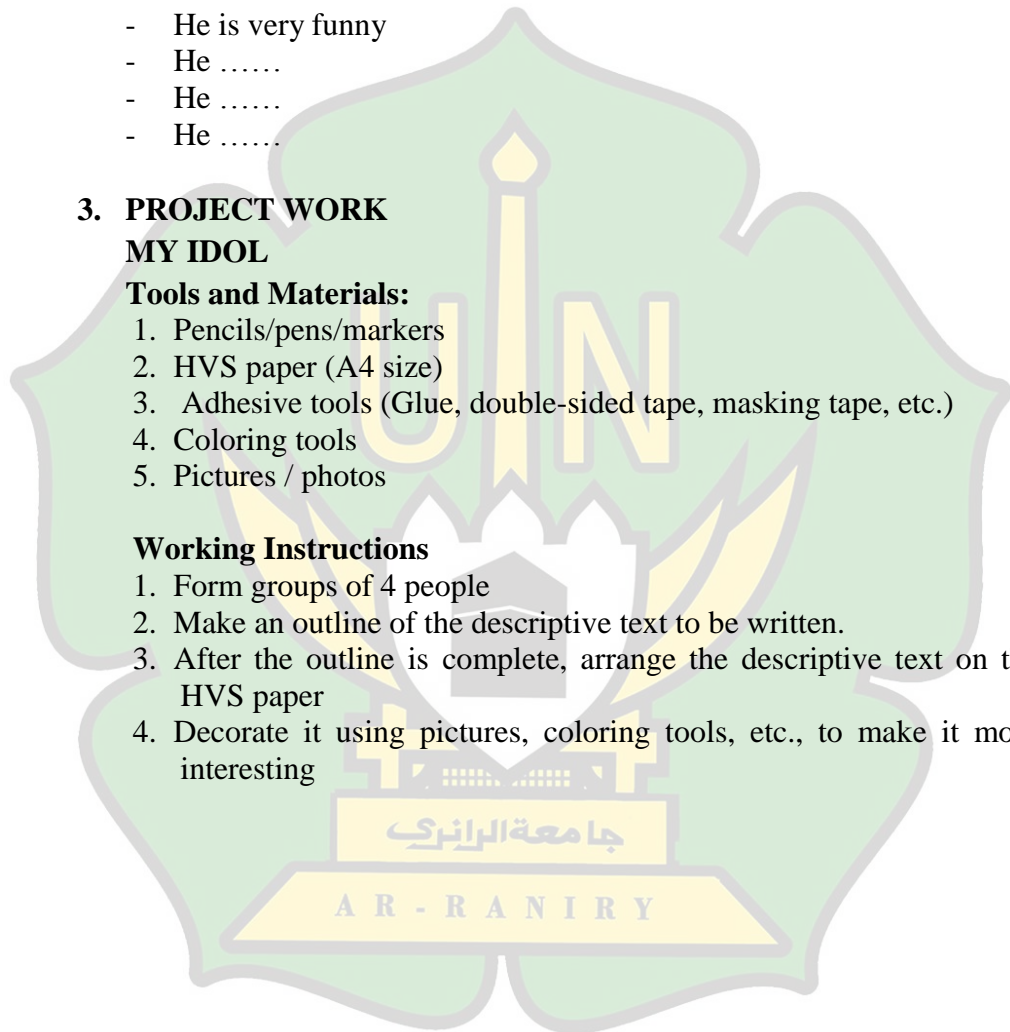 - He is very funny
- He ……
- He ……
- He ……
3. PROJECT WORK
MY IDOL
Tools and Materials:
1. Pencils/pens/markers
2. HVS paper (A4 size)
3. Adhesive tools (Glue, double-sided tape, masking tape, etc.)
4. Coloring tools
5. Pictures / photos
UIN
Working Instructions
1. Form groups of 4 people
2. Make an outline of the descriptive text to be written.
3. After the outline is complete, arrange the descriptive text on t
HVS paper
4. Decorate it using pictures, coloring tools, etc., to make it mo
interesting
جامعةالرانري
AR-RANIRY